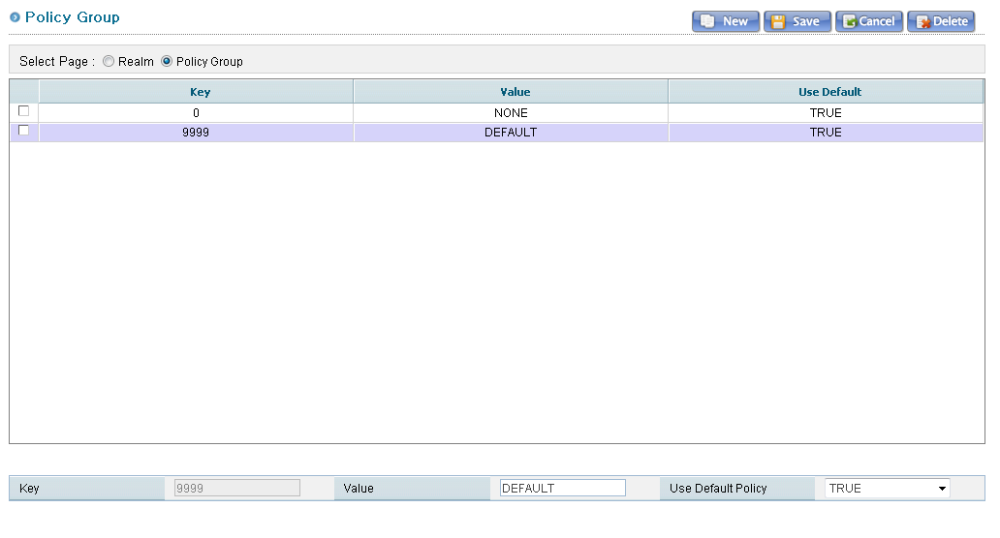 Policy Group
New Save Cancel Delete
Select Page : Realm Policy Group
Key Value Use Default
0 NONE TRUE
9999 DEFAULT TRUE
Key 9999 Value DEFAULT Use Default Policy TRUE